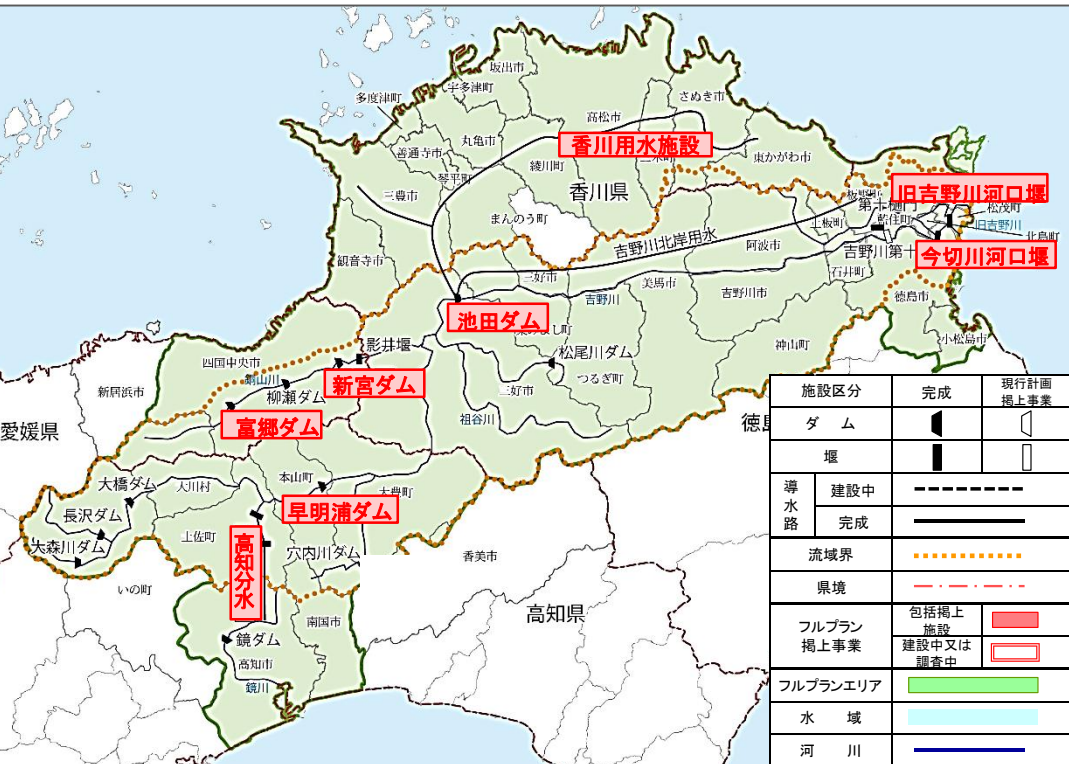 坂出市
宇多津町
多度津町
さぬき市
高松市
丸亀市
善通寺市
香川用水施設
東かがわ市
綾川町
琴平町
三豊市
香川県
まんのう町
旧吉野川河口堰
第十樋門
松茂町
藍住町
上板町
旧吉野川
北島町
吉野川北岸用水
阿波市
吉野川第十
今切川河口堰
観音寺市
石井町
三好市
美馬市
吉野川
吉野川市
徳島市
池田ダム
小松島市
神山町
影井堰
松尾川ダム
四国中央市
つるぎ町
新宮ダム
銅山川
新居浜市
柳瀬ダム
三好市
富郷ダム
祖谷川
愛媛県
徳島
本山町
大豊町
大橋ダム
大川村
早明浦ダム
長沢ダム
土佐町
高知分水
大森川ダム
穴内川ダム
香美市
いの町
高知県
南国市
鏡ダム
高知市
鏡川
施設区分 完成 現行計画
掲上事業
ダ ム
堰
導水路 建設中
完成
流域界
県境
フルプラン
掲上事業
包括掲上
施設
建設中又は
調査中
フルプランエリア
水 域
河 川